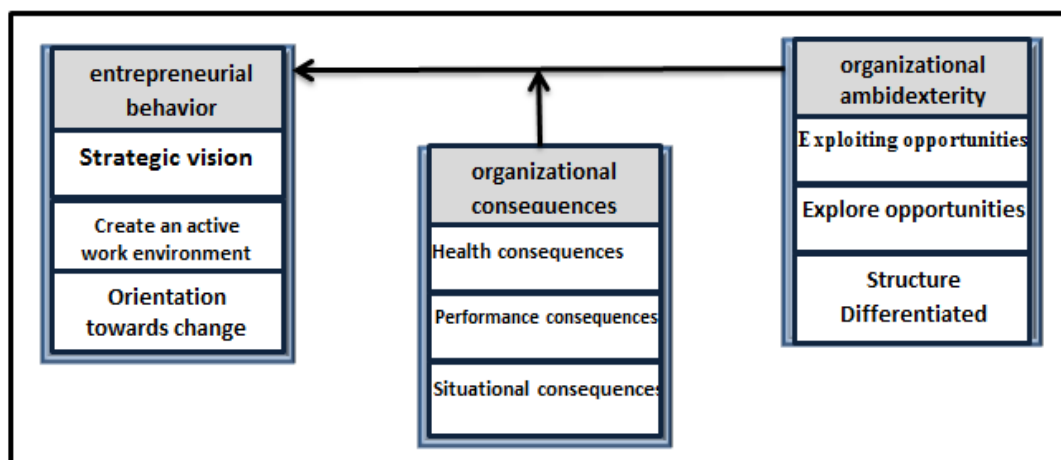 entrepreneurial
behavior
Strategic vision
Create an active
work environment
Orientation
towards change
organizational
consequences
Health consequences
Performance consequences
Situational consequences
organizational
ambidexterity
Exploiting opportunities
Explore opportunities
Structure
Differentiated